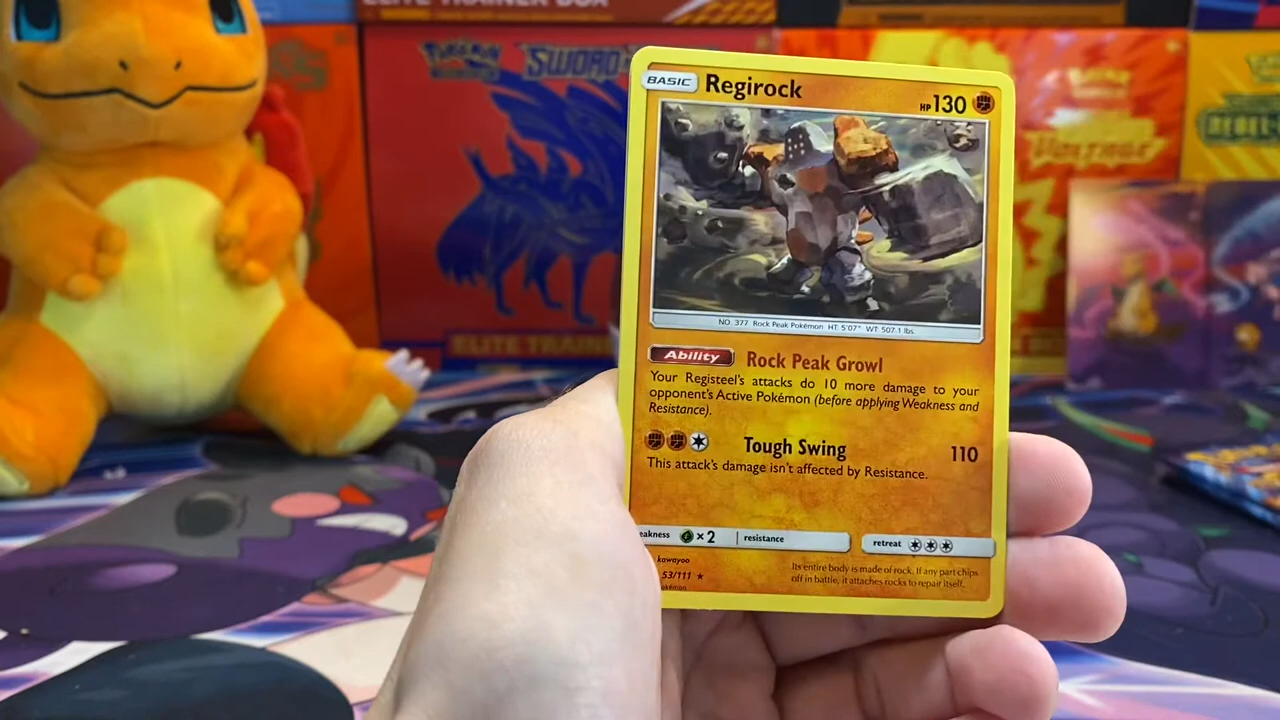 ELITE TRAINER BOX
POKÉMON
SWORD
ELITE TRAIN
VOLTAGE
REBEL
BASIC
Regirock
HP 130
NO. 377 Rock Peak Pokémon HT: 5'07" WT: 507.1 lbs.
Ability Rock Peak Growl
Your Registeel's attacks do 10 more damage to your
opponent's Active Pokémon (before applying Weakness and
Resistance).
Tough Swing 110
This attack's damage isn't affected by Resistance.
eakness ×2 resistance retreat
kawayoo
53/111
okémon
Its entire body is made of rock. If any part chips
off in battle, it attaches rocks to repair itself.